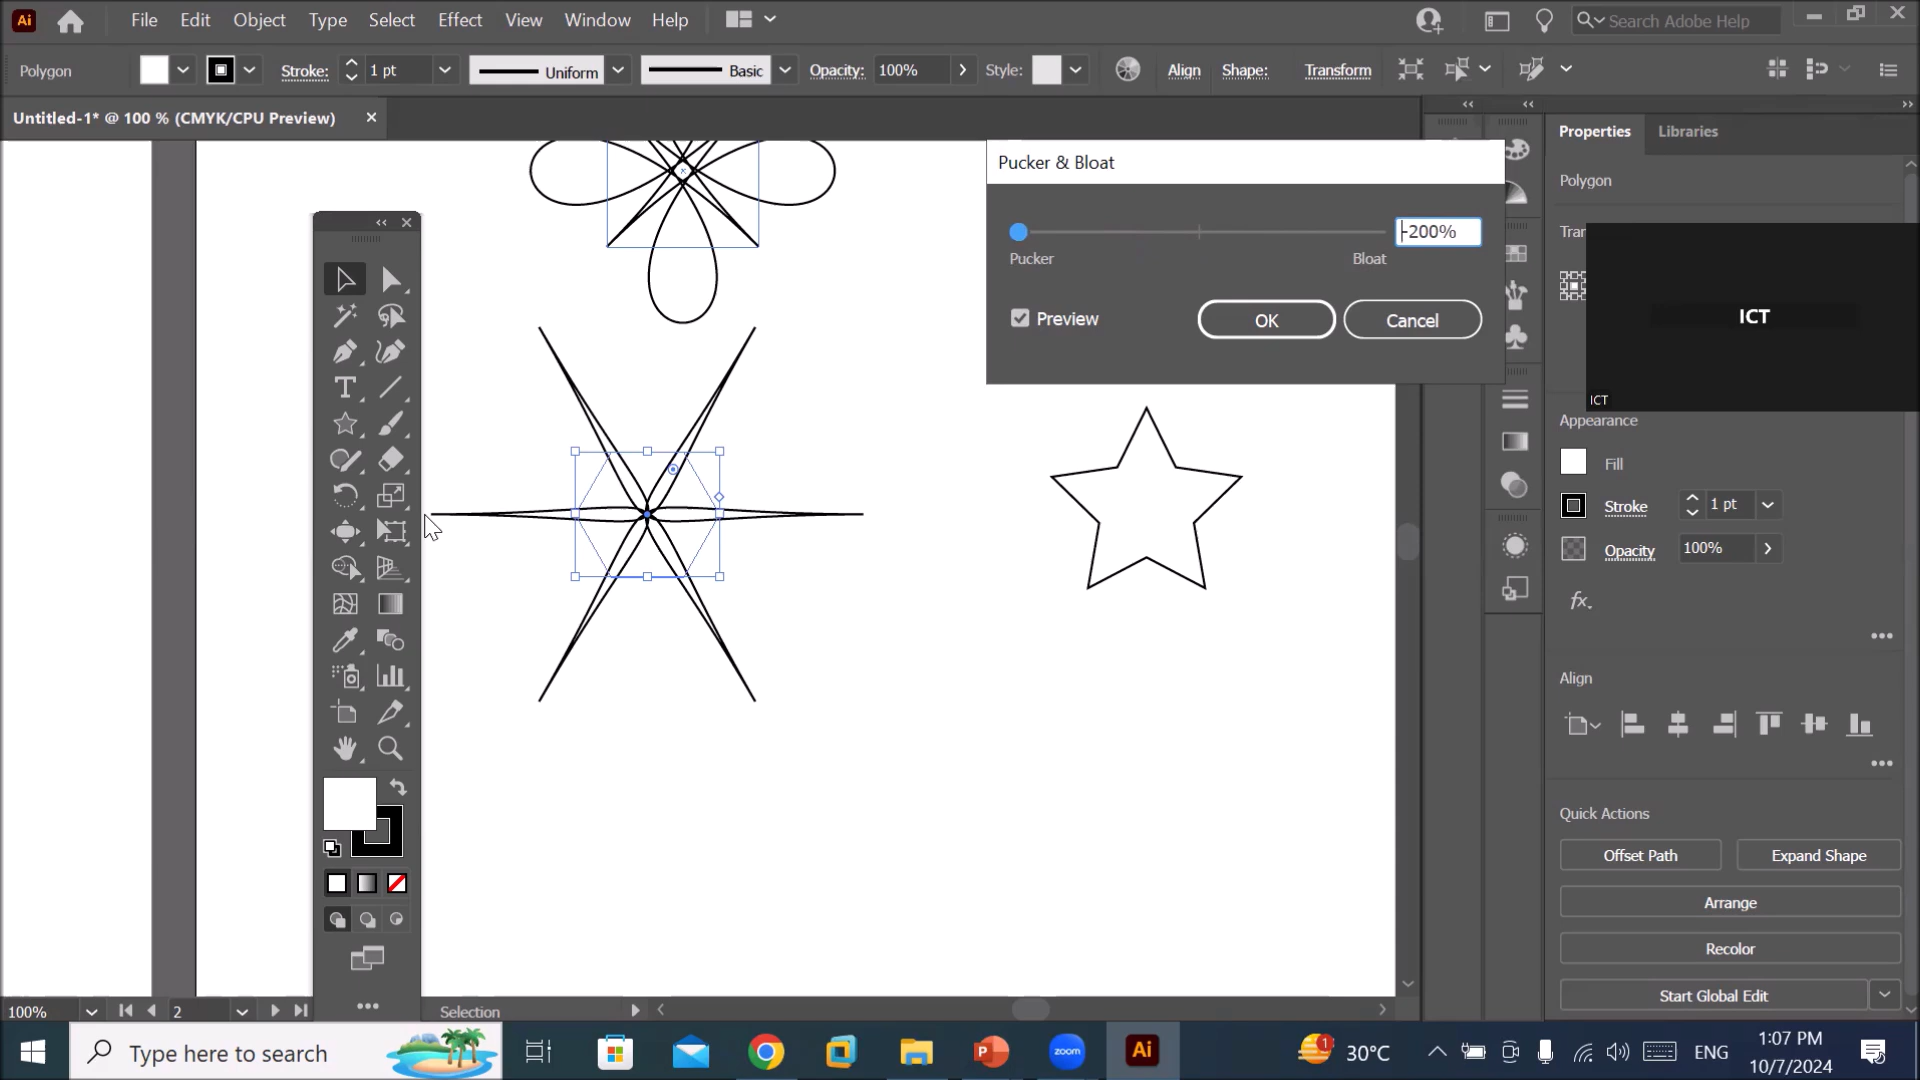 Ai File Edit Object Type Select Effect View Window Help Search Adobe Help
Polygon Stroke: 1 pt Uniform Basic Opacity: 100% Style: Align Shape: Transform
Untitled-1* @ 100 % (CMYK/CPU Preview)
Properties Libraries
Pucker & Bloat
Polygon
-200%
Pucker Bloat
Tran
Preview OK Cancel
ICT
ICT
Appearance
Fill
Stroke 1 pt
Opacity 100%
fx
Align
Quick Actions
Offset Path Expand Shape
Arrange
Recolor
Start Global Edit
100% 2 Selection
Type here to search zoom Ai 1 30°C ENG 1:07 PM
10/7/2024